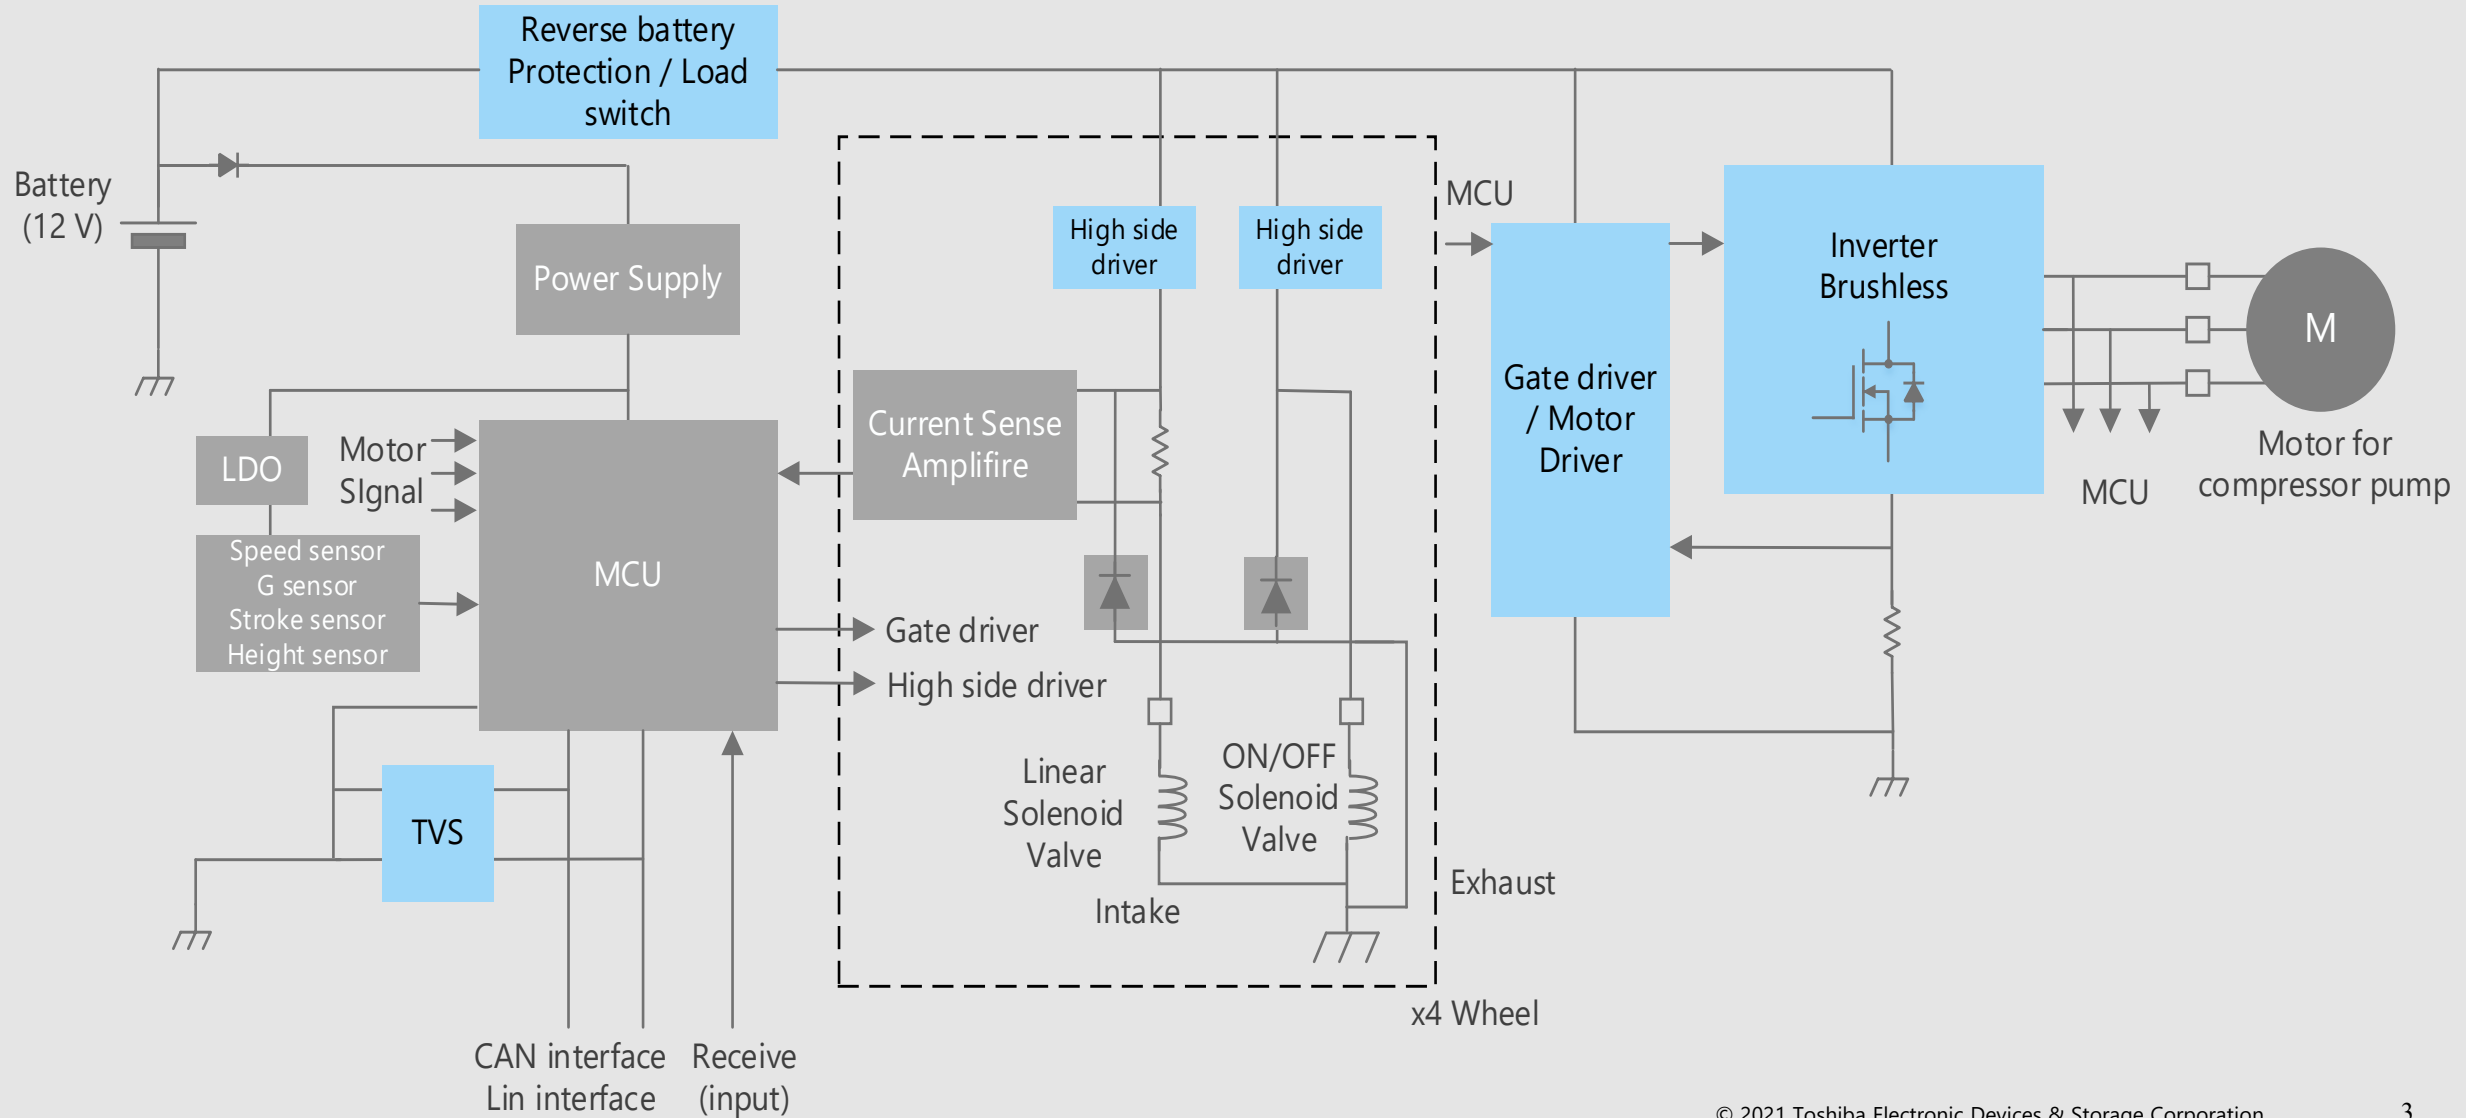 Reverse battery
Protection / Load
switch
Battery
(12 V)
Power Supply
LDO
Motor
SIgnal
Speed sensor
G sensor
Stroke sensor
Height sensor
MCU
TVS
CAN interface
Lin interface
Receive
(input)
Gate driver
High side driver
High side
driver
High side
driver
Current Sense
Amplifire
Linear
Solenoid
Valve
Intake
ON/OFF
Solenoid
Valve
Exhaust
x4 Wheel
MCU
Gate driver
/ Motor
Driver
Inverter
Brushless
MCU
M
Motor for
compressor pump
© 2021 Toshiba Electronic Devices & Storage Corporation
3